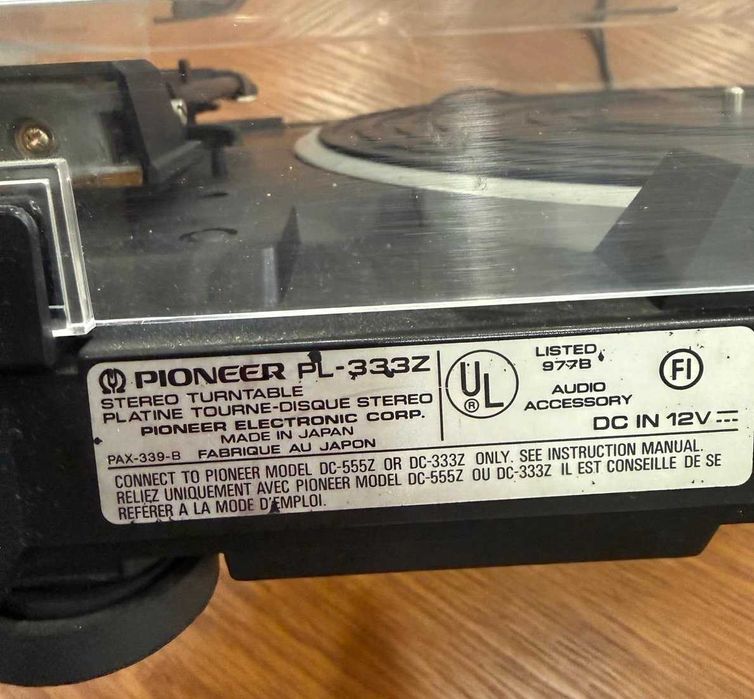 PIONEER PL-333Z
STEREO TURNTABLE
PLATINE TOURNE-DISQUE STEREO
PIONEER ELECTRONIC CORP.
MADE IN JAPAN
PAX-339-B FABRIQUE AU JAPON
UL
®
LISTED
977B
AUDIO
ACCESSORY
FI
DC IN 12V
CONNECT TO PIONEER MODEL DC-555Z OR DC-333Z ONLY. SEE INSTRUCTION MANUAL.
RELIEZ UNIQUEMENT AVEC PIONEER MODEL DC-555Z OU DC-333Z IL EST CONSEILLE DE SE
REFERER A LA MODE D'EMPLOI.